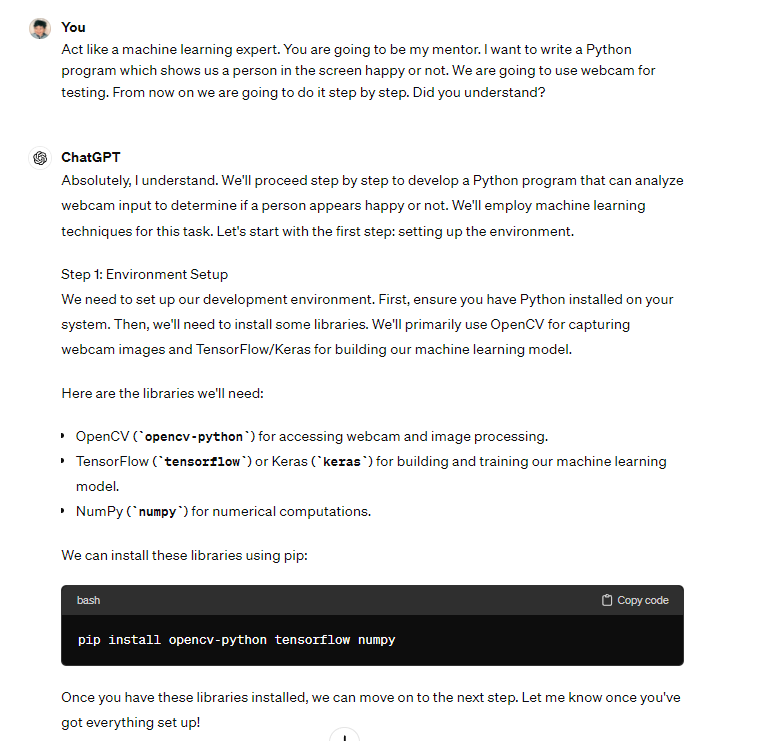 You
Act like a machine learning expert. You are going to be my mentor. I want to write a Python
program which shows us a person in the screen happy or not. We are going to use webcam for
testing. From now on we are going to do it step by step. Did you understand?
ChatGPT
Absolutely, I understand. We'll proceed step by step to develop a Python program that can analyze
webcam input to determine if a person appears happy or not. We'll employ machine learning
techniques for this task. Let's start with the first step: setting up the environment.
Step 1: Environment Setup
We need to set up our development environment. First, ensure you have Python installed on your
system. Then, we'll need to install some libraries. We'll primarily use OpenCV for capturing
webcam images and TensorFlow/Keras for building our machine learning model.
Here are the libraries we'll need:
• OpenCV (`opencv-python`) for accessing webcam and image processing.
• TensorFlow (`tensorflow`) or Keras (`keras`) for building and training our machine learning
model.
• NumPy (`numpy`) for numerical computations.
We can install these libraries using pip:
bash Copy code
pip install opencv-python tensorflow numpy
Once you have these libraries installed, we can move on to the next step. Let me know once you've
got everything set up!